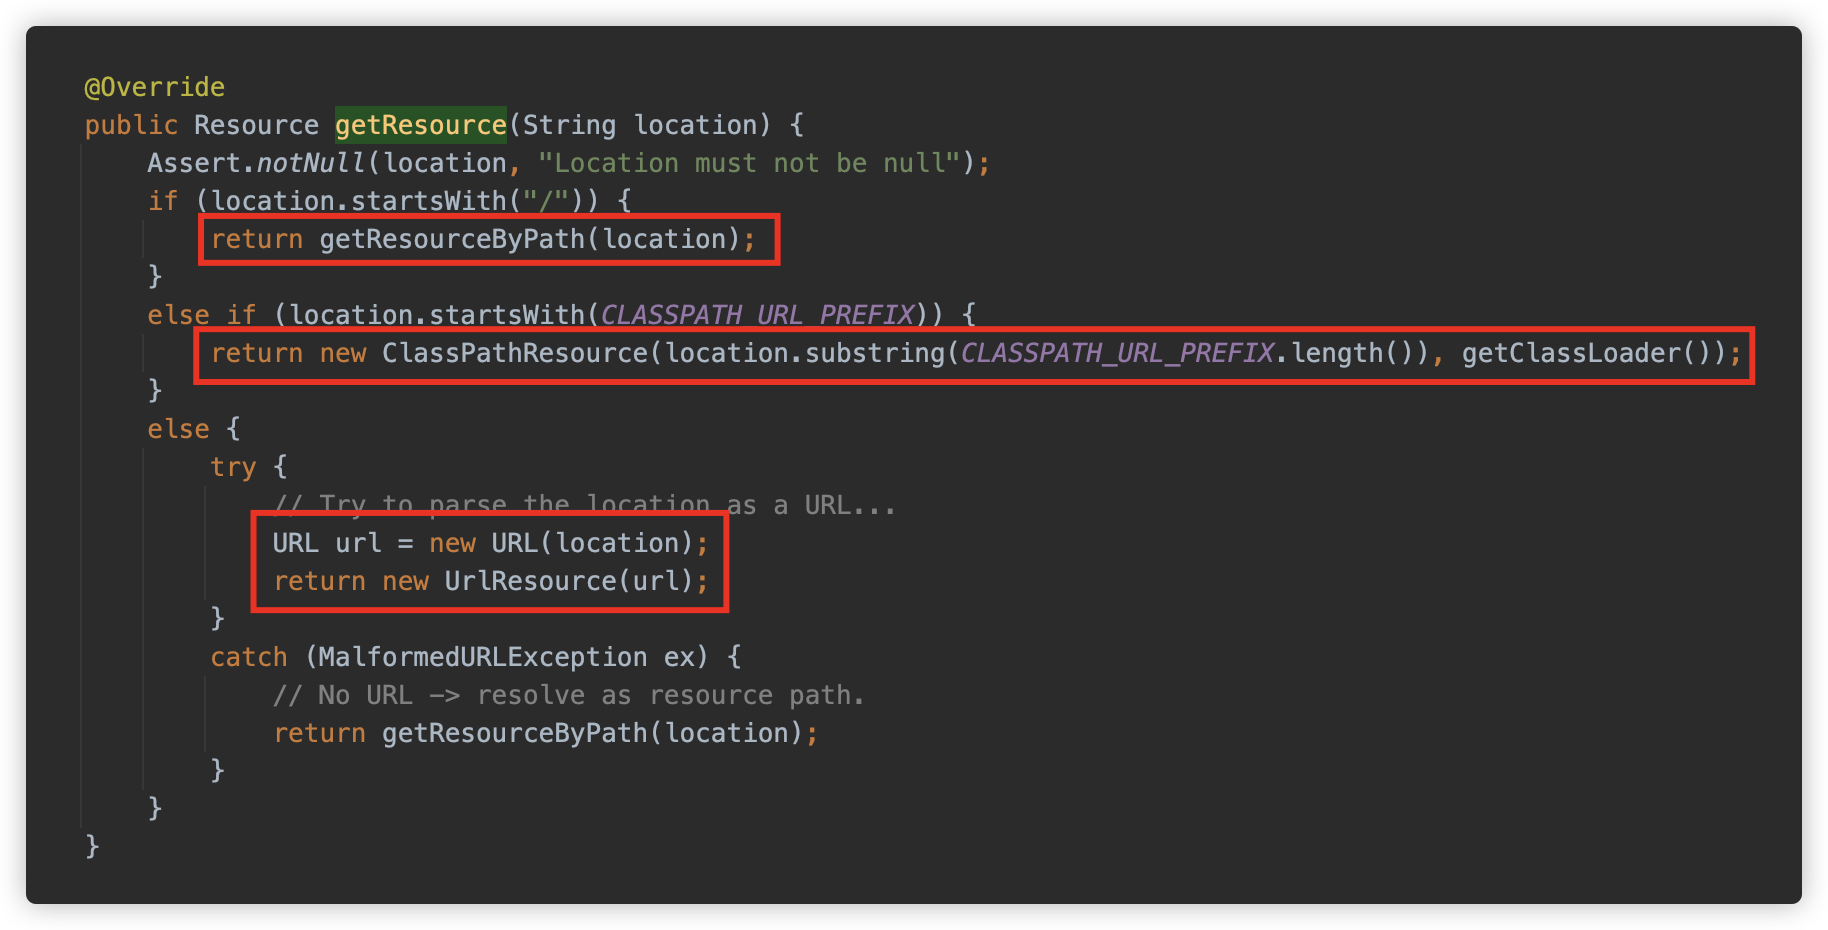 @Override
public Resource getResource(String location) {
Assert.notNull(location, "Location must not be null");
if (location.startsWith("/")) {
return getResourceByPath(location);
}
else if (location.startsWith(CLASSPATH_URL_PREFIX)) {
return new ClassPathResource(location.substring(CLASSPATH_URL_PREFIX.length()), getClassLoader());
}
else {
try {
// Try to parse the location as a URL...
URL url = new URL(location);
return new UrlResource(url);
}
catch (MalformedURLException ex) {
// No URL -> resolve as resource path.
return getResourceByPath(location);
}
}
}